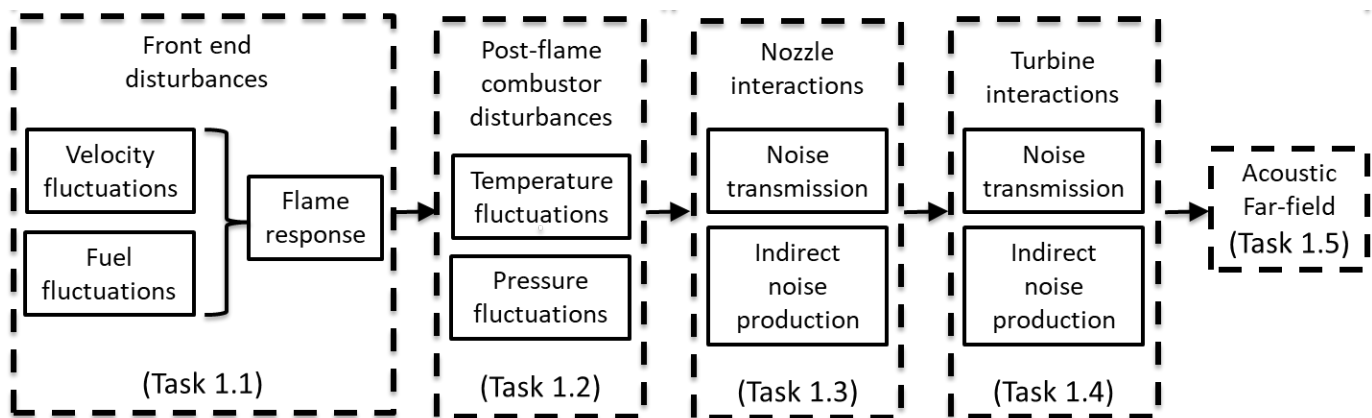 Front end
disturbances
Velocity
fluctuations
Fuel
fluctuations
Flame
response
(Task 1.1)
Post-flame
combustor
disturbances
Temperature
fluctuations
Pressure
fluctuations
(Task 1.2)
Nozzle
interactions
Noise
transmission
Indirect
noise
production
(Task 1.3)
Turbine
interactions
Noise
transmission
Indirect
noise
production
(Task 1.4)
Acoustic
Far-field
(Task 1.5)